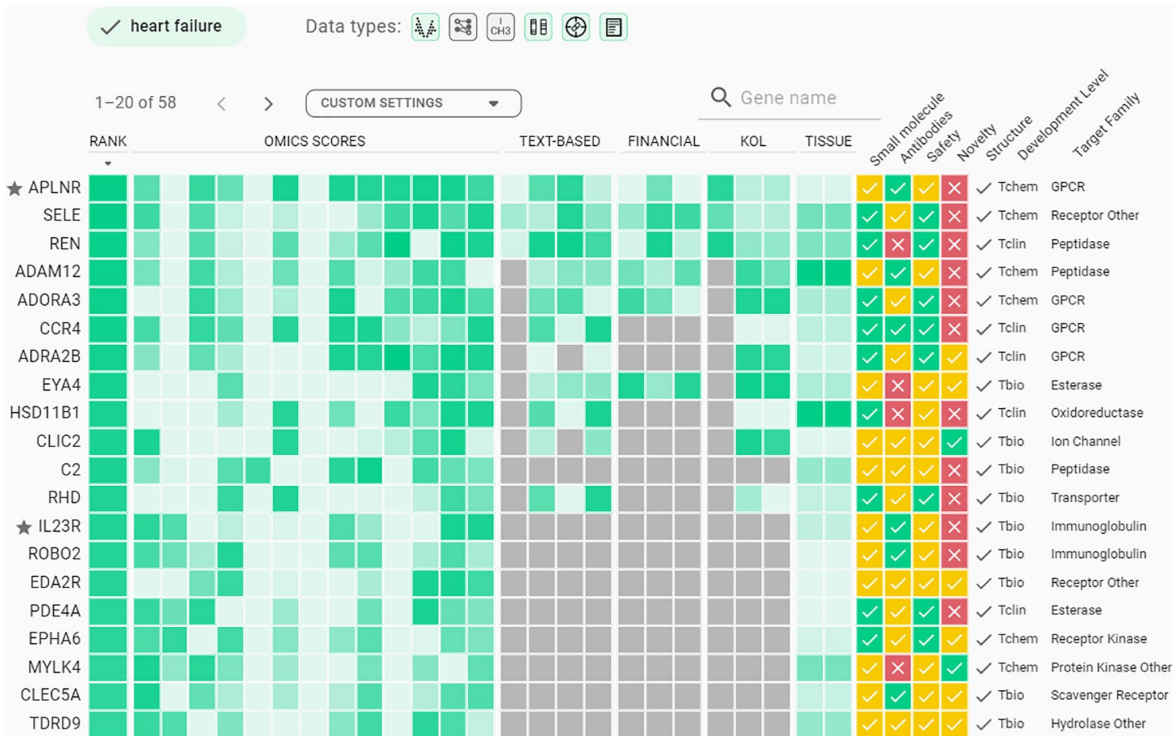 heart failure Data types: CH3
1–20 of 58 CUSTOM SETTINGS Gene name
RANK OMICS SCORES TEXT-BASED FINANCIAL KOL TISSUE Small molecule Antibodies Safety Novelty Structure Development Level Target Family
APLNR Tchem GPCR
SELE Tchem Receptor Other
REN Tclin Peptidase
ADAM12 Tchem Peptidase
ADORA3 Tchem GPCR
CCR4 Tclin GPCR
ADRA2B Tclin GPCR
EYA4 Tbio Esterase
HSD11B1 Tclin Oxidoreductase
CLIC2 Tbio Ion Channel
C2 Tbio Peptidase
RHD Tbio Transporter
IL23R Tbio Immunoglobulin
ROBO2 Tbio Immunoglobulin
EDA2R Tbio Receptor Other
PDE4A Tclin Esterase
EPHA6 Tchem Receptor Kinase
MYLK4 Tchem Protein Kinase Other
CLEC5A Tbio Scavenger Receptor
TDRD9 Tbio Hydrolase Other